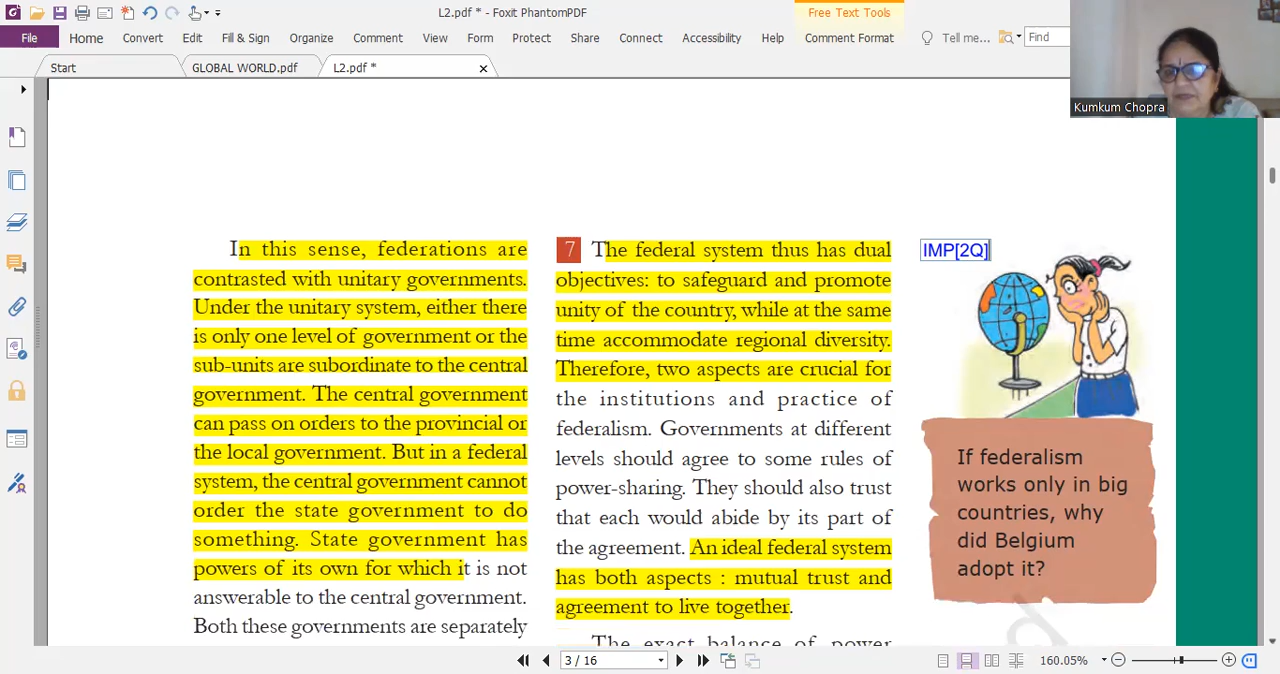 L2.pdf * - Foxit PhantomPDF
Free Text Tools
File Home Convert Edit Fill & Sign Organize Comment View Form Protect Share Connect Accessibility Help Comment Format Tell me... Find
Start GLOBAL WORLD.pdf L2.pdf *
Kumkum Chopra
In this sense, federations are
contrasted with unitary governments.
Under the unitary system, either there
is only one level of government or the
sub-units are subordinate to the central
government. The central government
can pass on orders to the provincial or
the local government. But in a federal
system, the central government cannot
order the state government to do
something. State government has
powers of its own for which it is not
answerable to the central government.
Both these governments are separately
7 The federal system thus has dual
objectives: to safeguard and promote
unity of the country, while at the same
time accommodate regional diversity.
Therefore, two aspects are crucial for
the institutions and practice of
federalism. Governments at different
levels should agree to some rules of
power-sharing. They should also trust
that each would abide by its part of
the agreement. An ideal federal system
has both aspects : mutual trust and
agreement to live together.
The exact balance of power
IMP[2Q]
If federalism
works only in big
countries, why
did Belgium
adopt it?
3 / 16
160.05%